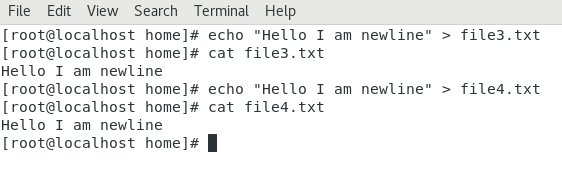 File Edit View Search Terminal Help
[root@localhost home]# echo "Hello I am newline" > file3.txt
[root@localhost home]# cat file3.txt
Hello I am newline
[root@localhost home]# echo "Hello I am newline" > file4.txt
[root@localhost home]# cat file4.txt
Hello I am newline
[root@localhost home]#